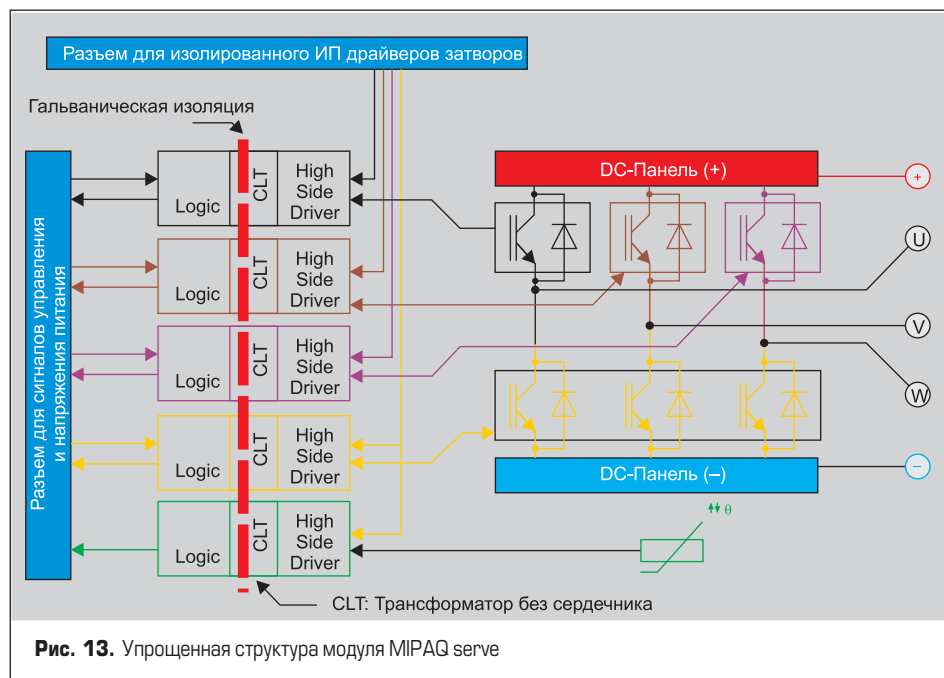 Разъем для изолированного ИП драйверов затворов
Гальваническая изоляция
Разъем для сигналов управления
и напряжения питания
Logic
CLT
High
Side
Driver
Logic
CLT
High
Side
Driver
Logic
CLT
High
Side
Driver
Logic
CLT
High
Side
Driver
Logic
CLT
High
Side
Driver
DC-Панель (+)
+
U
V
W
DC-Панель (–)
–
θ
CLT: Трансформатор без сердечника
Рис. 13. Упрощенная структура модуля MIPAQ serve